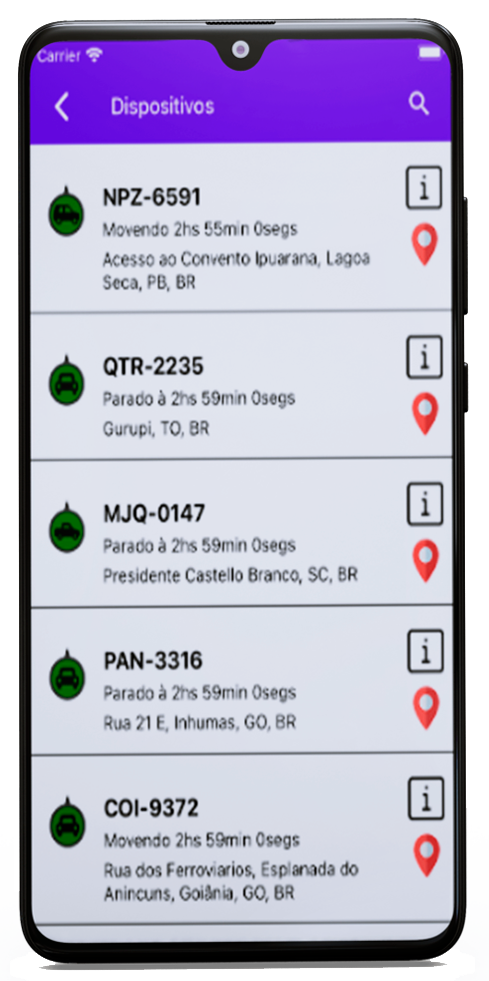 Carrier
Dispositivos
NPZ-6591
Movendo 2hs 55min 0segs
Acesso ao Convento Ipuarana, Lagoa
Seca, PB, BR
i
QTR-2235
Parado à 2hs 59min 0segs
Gurupi, TO, BR
i
MJQ-0147
Parado à 2hs 59min 0segs
Presidente Castello Branco, SC, BR
i
PAN-3316
Parado à 2hs 59min 0segs
Rua 21 E, Inhumas, GO, BR
i
COI-9372
Movendo 2hs 59min 0segs
Rua dos Ferroviarios, Esplanada do
Anincuns, Goiânia, GO, BR
i